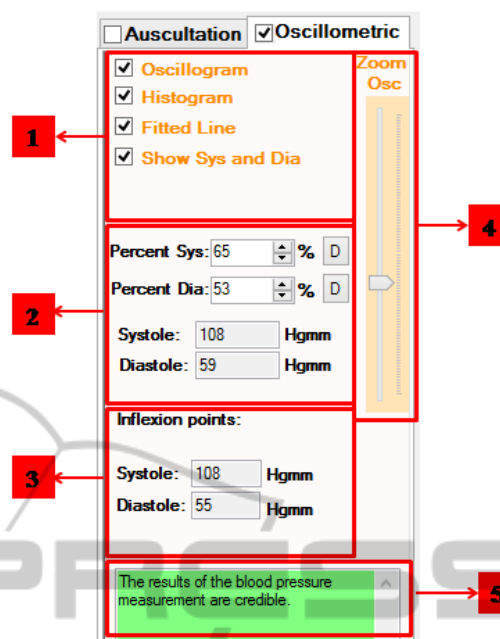 Auscultation Oscillometric
Oscillogram
Histogram
Fitted Line
Show Sys and Dia
Zoom
Osc
1
4
Percent Sys: 65 % D
Percent Dia: 53 % D
Systole: 108 Hgmm
Diastole: 59 Hgmm
2
Inflexion points:
Systole: 108 Hgmm
Diastole: 55 Hgmm
3
The results of the blood pressure
measurement are credible.
5
PRESS